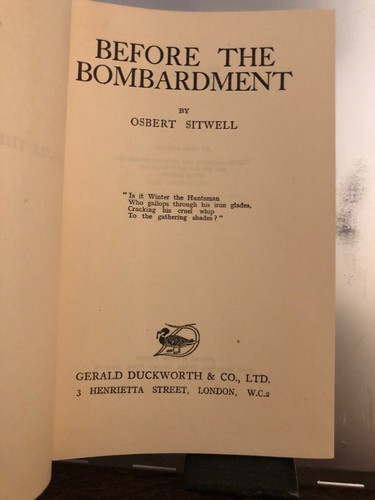 BEFORE THE
BOMBARDMENT
BY
OSBERT SITWELL
"Is it Winter the Huntsman
Who gallops through his iron glades,
Cracking his cruel whip
To the gathering shades?"
GERALD DUCKWORTH & CO., LTD.
3 HENRIETTA STREET, LONDON, W.C.2